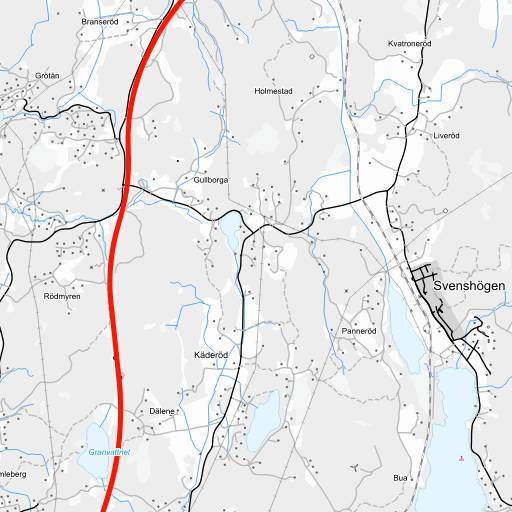 Branseröd
Kvatroneröd
Grötån
Holmestad
Liveröd
Gullborga
Svenshögen
Rödmyren
Panneröd
Käderöd
Dälene
Granvattnet
mleberg
Bua